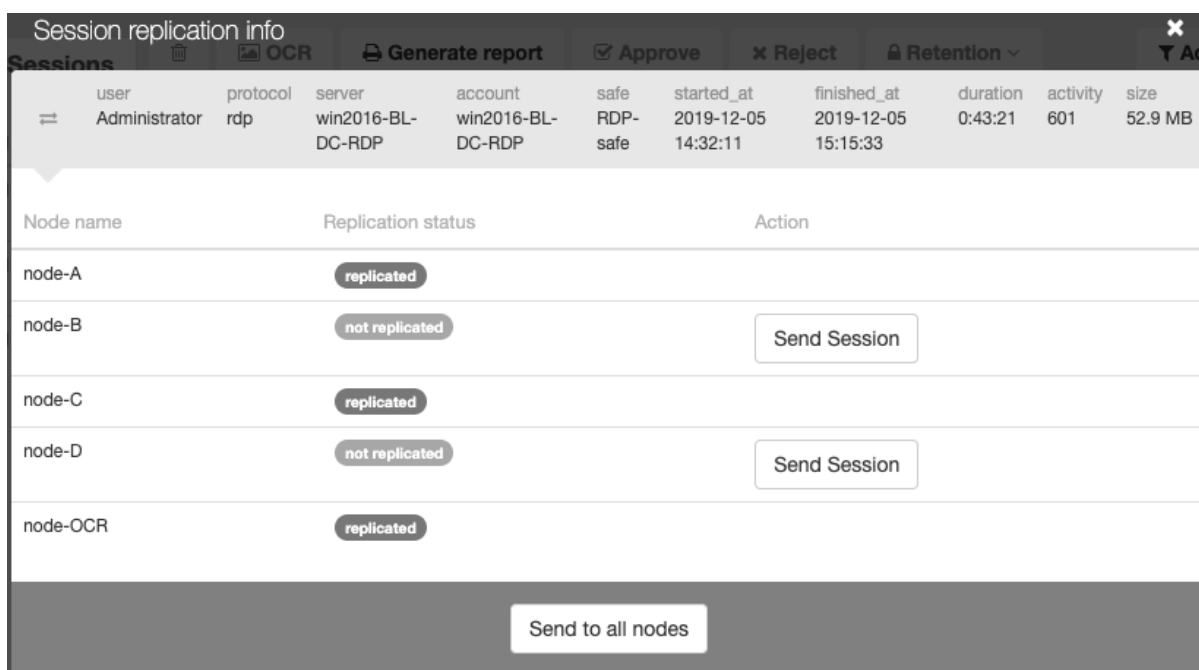 Session replication info
Sessions OCR Generate report Approve Reject Retention
user protocol server account safe started_at finished_at duration activity size
Administrator rdp win2016-BL- win2016-BL- RDP- 2019-12-05 2019-12-05 0:43:21 601 52.9 MB
DC-RDP DC-RDP safe 14:32:11 15:15:33
Node name Replication status Action
node-A replicated
node-B not replicated Send Session
node-C replicated
node-D not replicated Send Session
node-OCR replicated
Send to all nodes